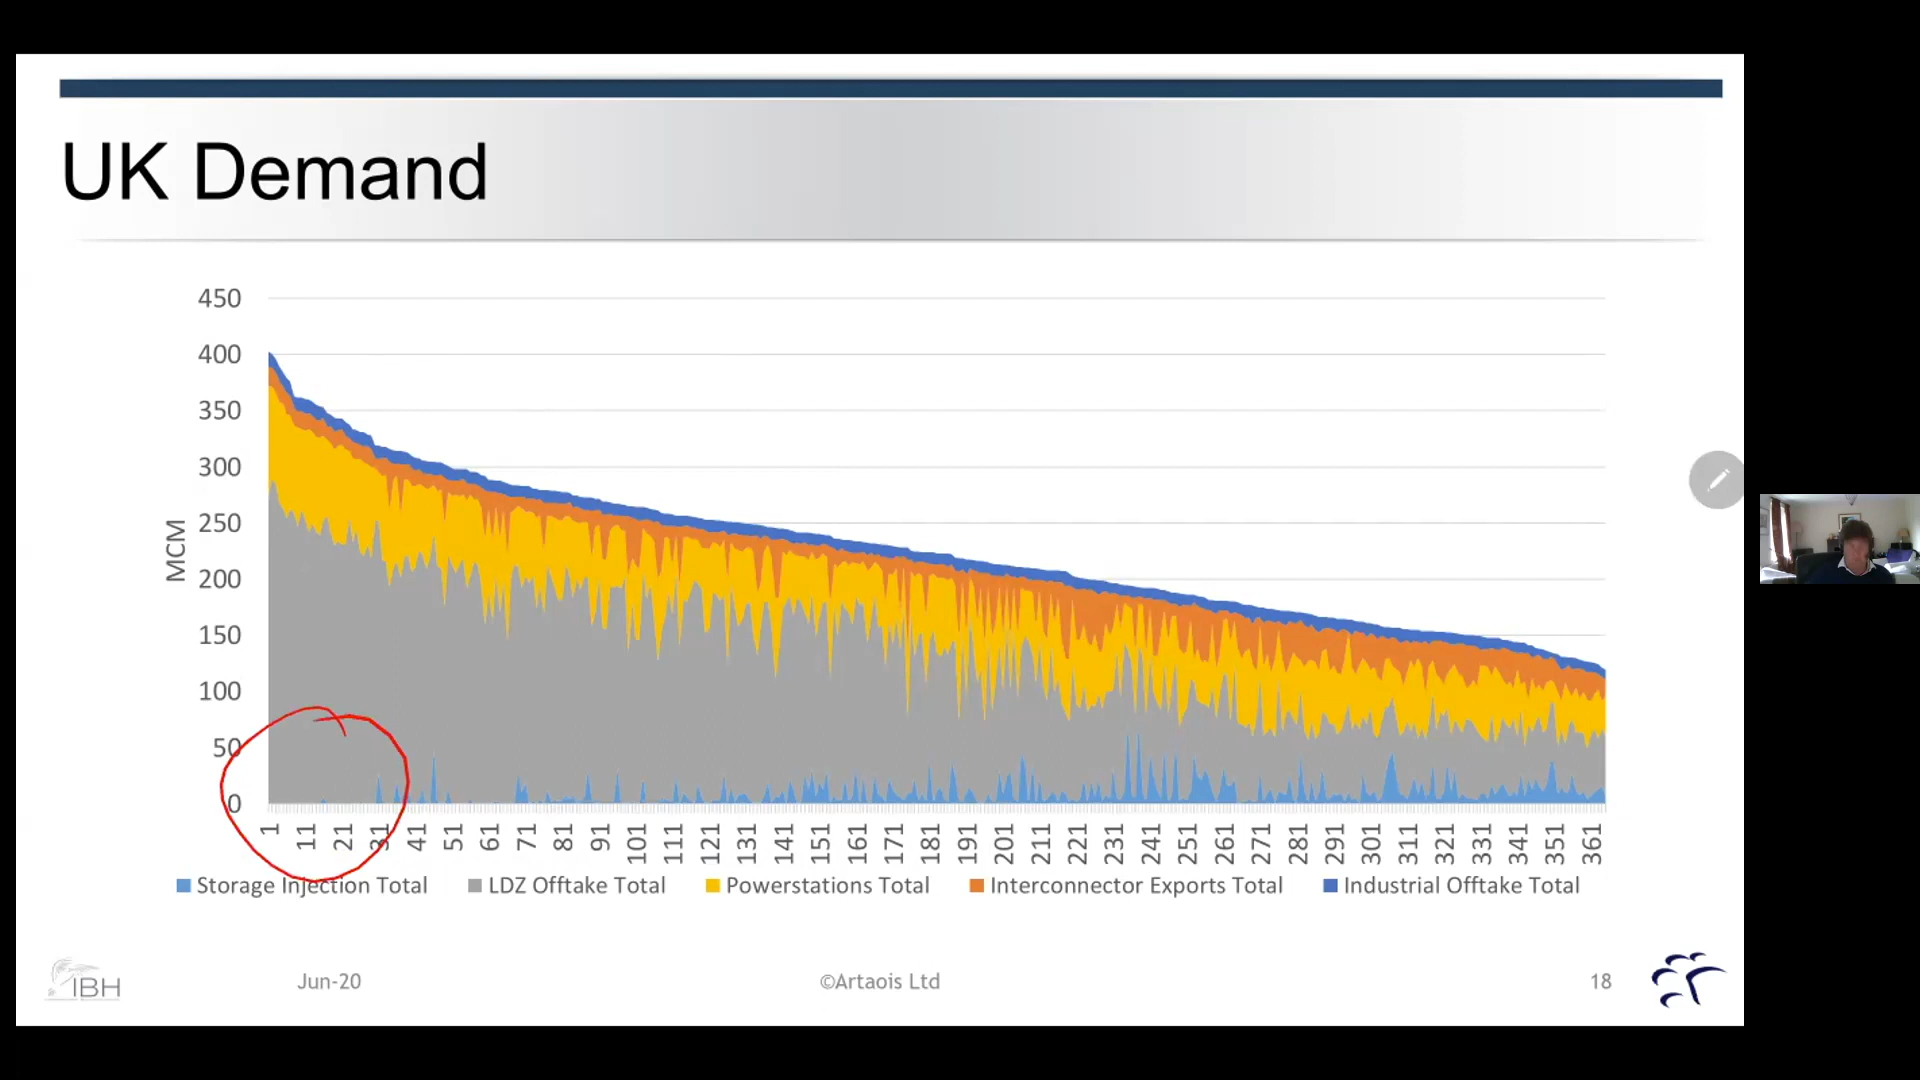 UK Demand
450
400
350
300
250
200
150
100
50
0
MCM
1 11 21 31 41 51 61 71 81 91 101 111 121 131 141 151 161 171 181 191 201 211 221 231 241 251 261 271 281 291 301 311 321 331 341 351 361
Storage Injection Total LDZ Offtake Total Powerstations Total Interconnector Exports Total Industrial Offtake Total
IBH Jun-20 ©Artaois Ltd 18